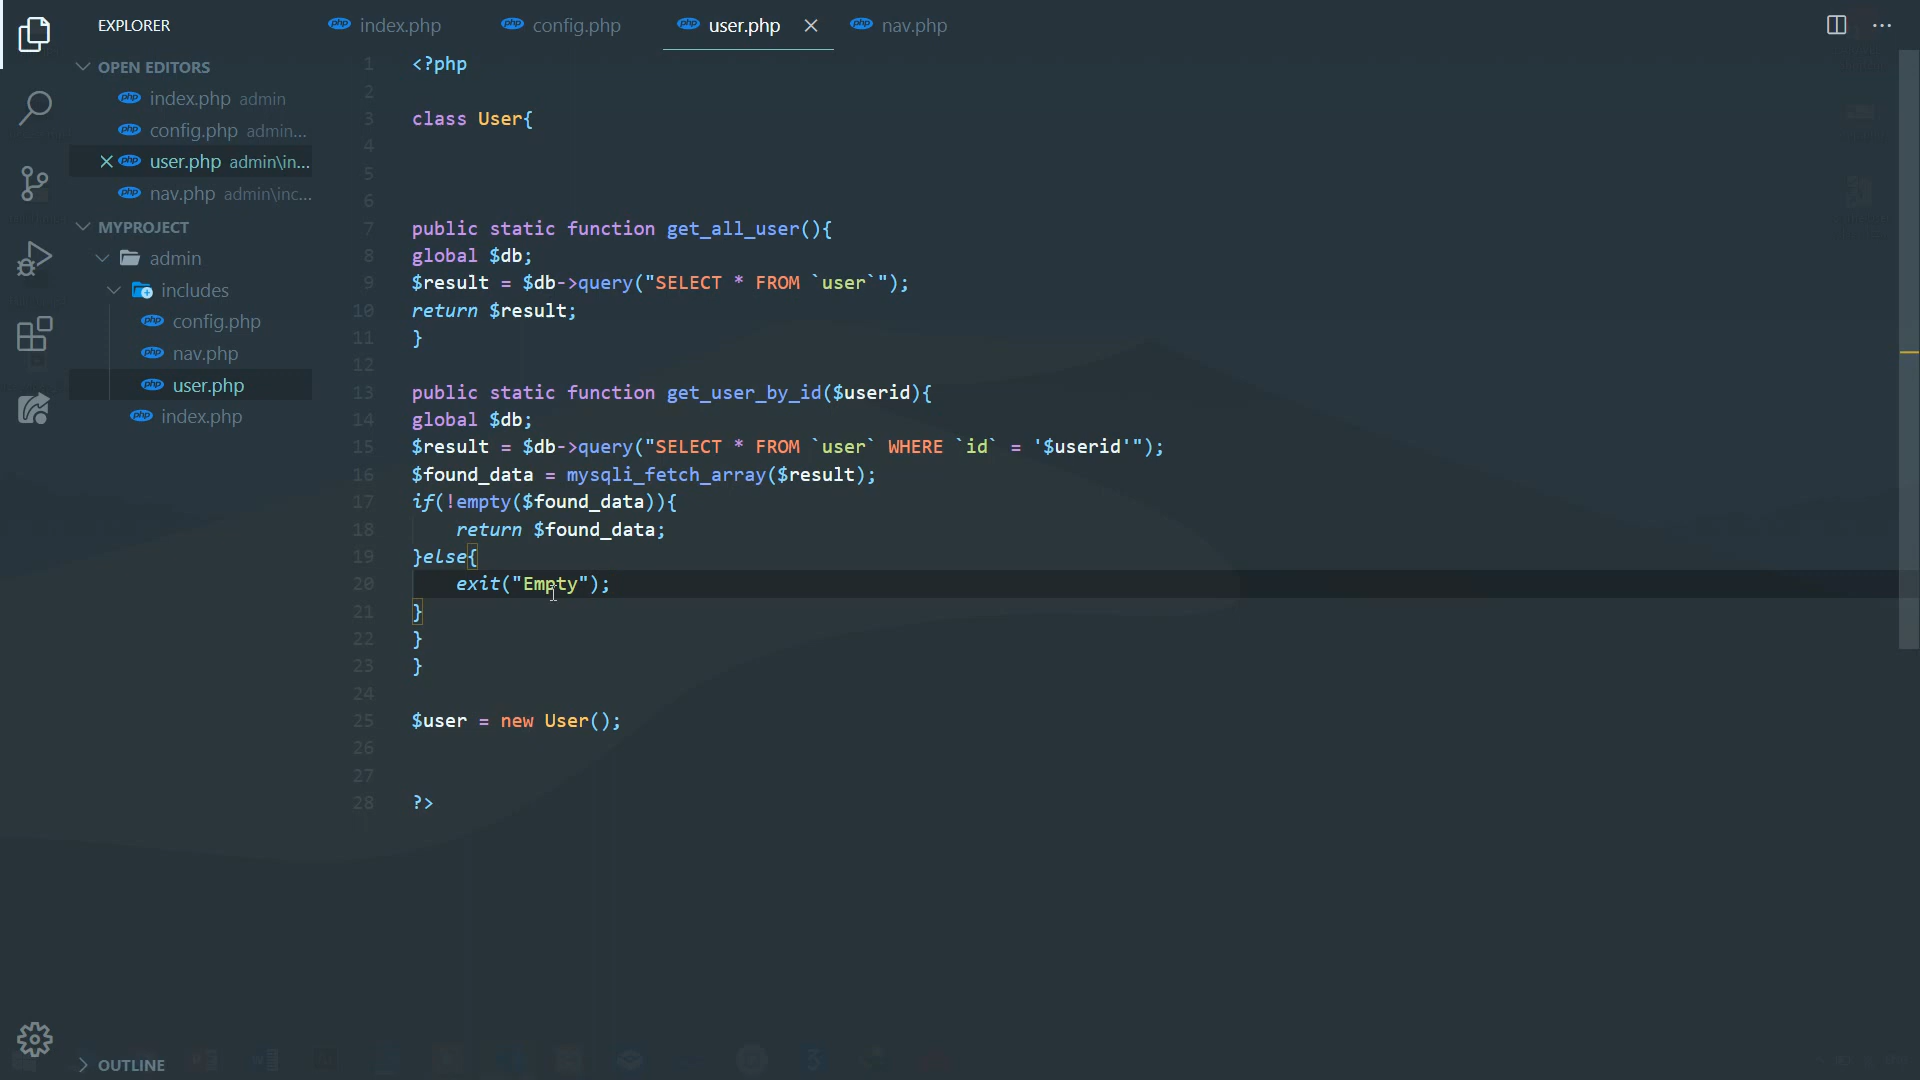 EXPLORER
OPEN EDITORS
index.php admin
config.php admin...
user.php admin\in...
nav.php admin\inc...
MYPROJECT
admin
includes
config.php
nav.php
user.php
index.php
OUTLINE
index.php
config.php
user.php
nav.php
1 <?php
2
3 class User{
4
5
6
7 public static function get_all_user(){
8 global $db;
9 $result = $db->query("SELECT * FROM `user`");
10 return $result;
11 }
12
13 public static function get_user_by_id($userid){
14 global $db;
15 $result = $db->query("SELECT * FROM `user` WHERE `id` = '$userid'");
16 $found_data = mysqli_fetch_array($result);
17 if(!empty($found_data)){
18 return $found_data;
19 }else{
20 exit("Empty");
21 }
22 }
23 }
24
25 $user = new User();
26
27
28 ?>